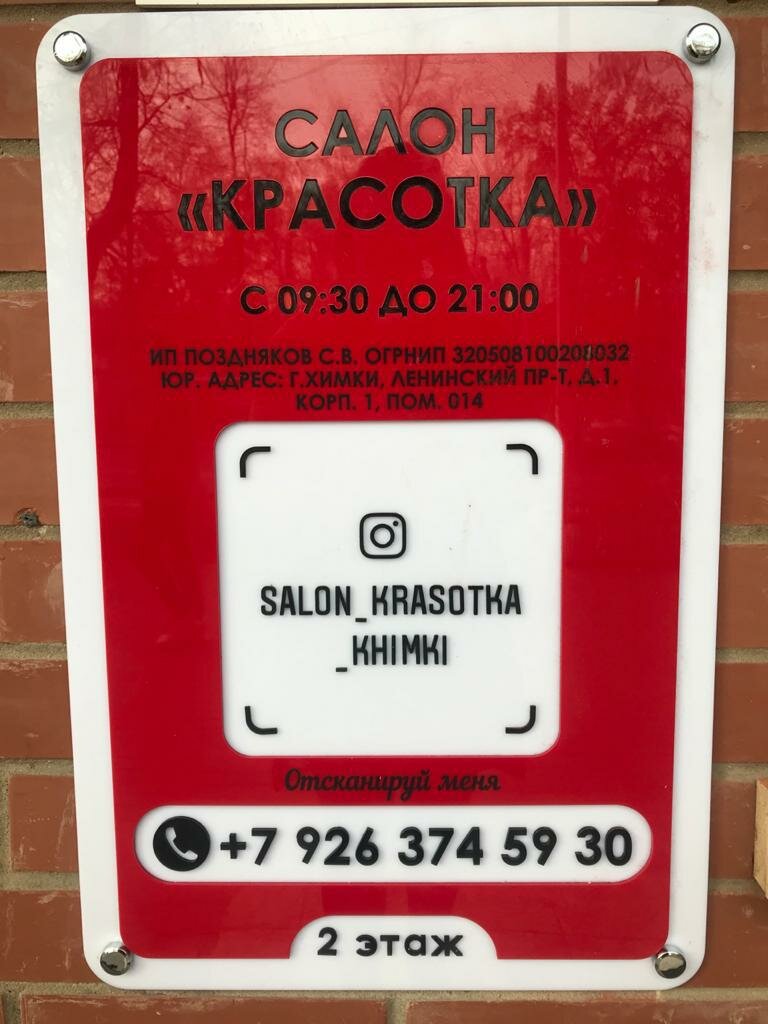 САЛОН
«КРАСОТКА»
С 09:30 ДО 21:00
ИП ПОЗДНЯКОВ С.В. ОГРНИП 320508100208032
ЮР. АДРЕС: Г.ХИМКИ, ЛЕНИНСКИЙ ПР-Т, Д.1,
КОРП. 1, ПОМ. 014
SALON_KRASOTKA
_KHIMKI
Отсканируй меня
+7 926 374 59 30
2 этаж